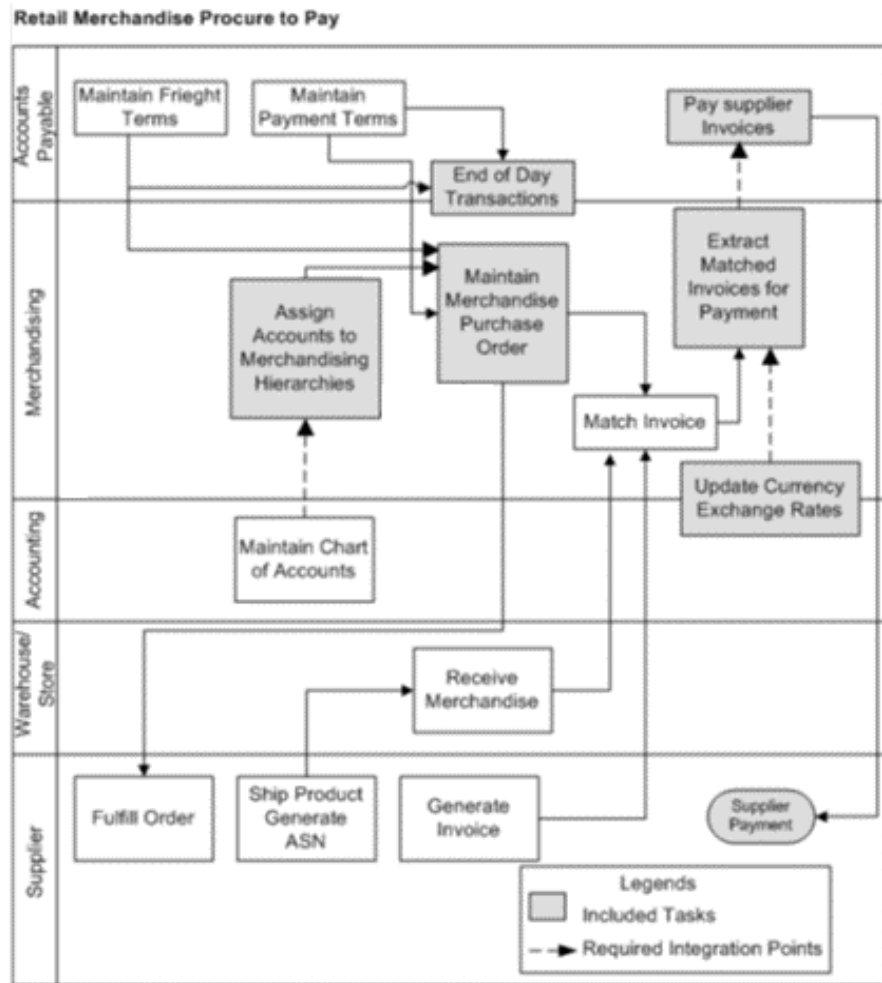 Retail Merchandise Procure to Pay
Accounts
Payable
Maintain Frieght
Terms
Maintain
Payment Terms
Pay supplier
Invoices
End of Day
Transactions
Merchandising
Assign
Accounts to
Merchandising
Hierarchies
Maintain
Merchandise
Purchase
Order
Extract
Matched
Invoices for
Payment
Match Invoice
Update Currency
Exchange Rates
Accounting
Maintain Chart
of Accounts
Warehouse/
Store
Receive
Merchandise
Supplier
Fulfill Order
Ship Product
Generate
ASN
Generate
Invoice
Supplier
Payment
Legends
Included Tasks
Required Integration Points